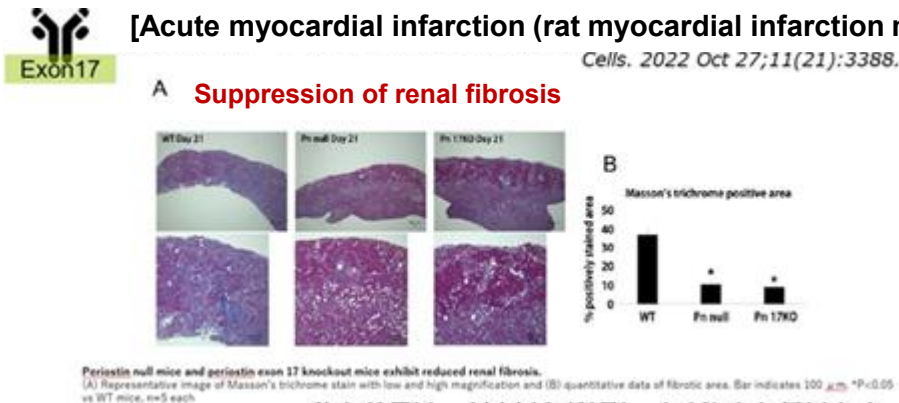 [Acute myocardial infarction (rat myocardial infarction
Exon17
Cells. 2022 Oct 27;11(21):3388.
A Suppression of renal fibrosis
WT Day 21
Pn null Day 21
Pn 17KO Day 21
B
Masson's trichrome positive area
% positively stained area
50
40
30
20
10
0
*
*
WT Pn null Pn 17KO
Periostin null mice and periostin exon 17 knockout mice exhibit reduced renal fibrosis.
(A) Representative image of Masson's trichrome stain with low and high magnification and (B) quantitative data of fibrotic area. Bar indicates 100 μm. *P<0.05
vs WT mice, n=5 each